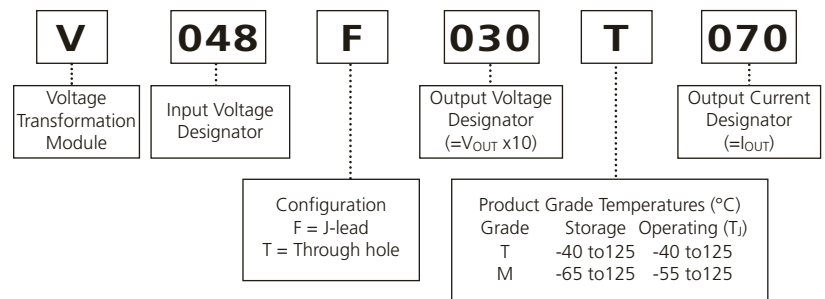 V 048 F 030 T 070
Voltage
Transformation
Module
Input Voltage
Designator
Output Voltage
Designator
(=VOUT x10)
Output Current
Designator
(=IOUT)
Configuration
F = J-lead
T = Through hole
Product Grade Temperatures (°C)
Grade Storage Operating (TJ)
T -40 to125 -40 to125
M -65 to125 -55 to125